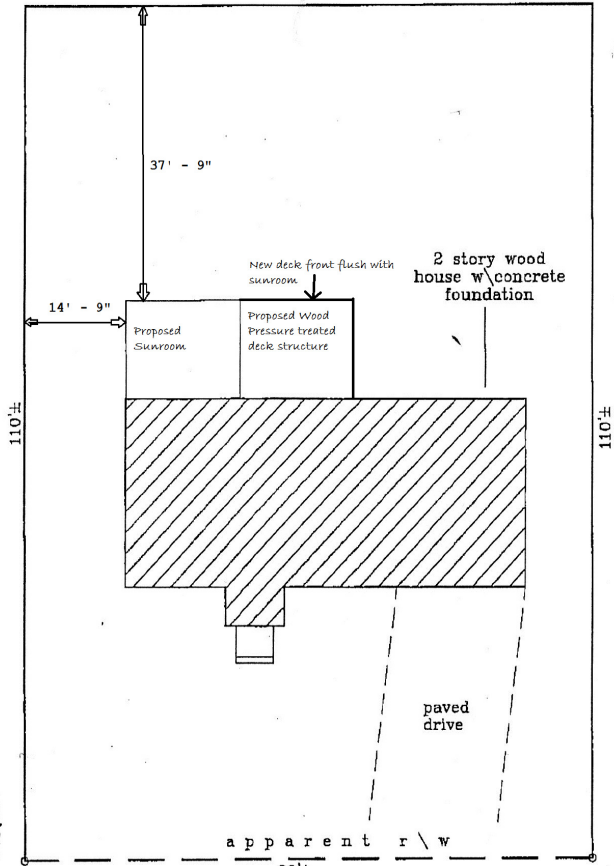 37' - 9"
New deck front flush with
sunroom
2 story wood
house w\concrete
foundation
14' - 9"
Proposed
Sunroom
Proposed Wood
Pressure treated
deck structure
110'±
110'±
paved
drive
apparent r\w